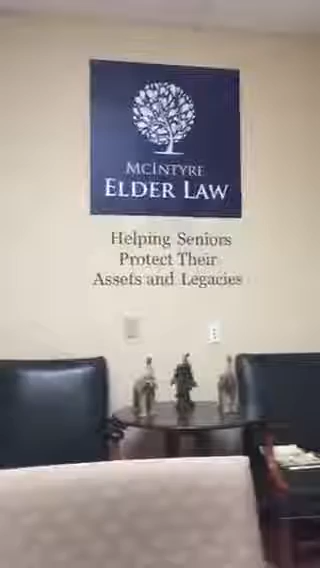 McIntyre
Elder Law
Helping Seniors
Protect Their
Assets and Legacies